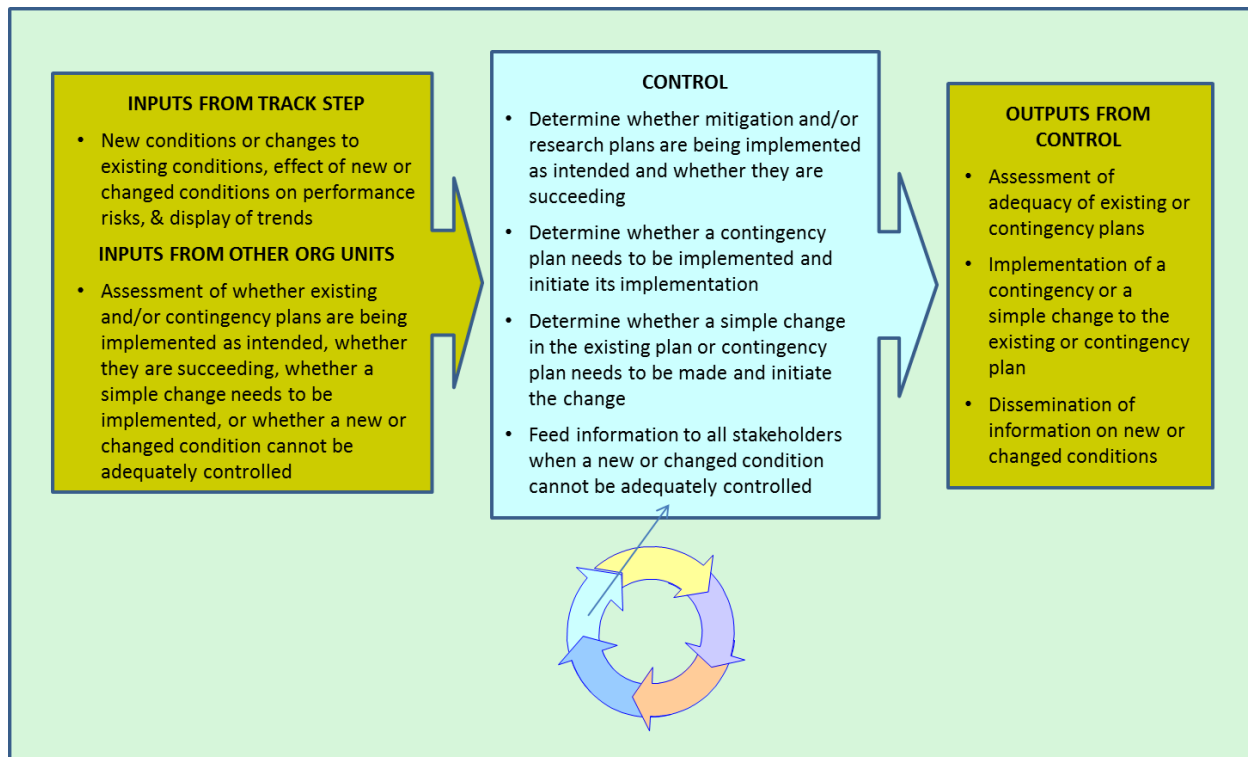 INPUTS FROM TRACK STEP
• New conditions or changes to
existing conditions, effect of new or
changed conditions on performance
risks, & display of trends
INPUTS FROM OTHER ORG UNITS
• Assessment of whether existing
and/or contingency plans are being
implemented as intended, whether
they are succeeding, whether a
simple change needs to be
implemented, or whether a new or
changed condition cannot be
adequately controlled
CONTROL
• Determine whether mitigation and/or
research plans are being implemented
as intended and whether they are
succeeding
• Determine whether a contingency
plan needs to be implemented and
initiate its implementation
• Determine whether a simple change
in the existing plan or contingency
plan needs to be made and initiate
the change
• Feed information to all stakeholders
when a new or changed condition
cannot be adequately controlled
OUTPUTS FROM
CONTROL
• Assessment of
adequacy of existing or
contingency plans
• Implementation of a
contingency or a
simple change to the
existing or contingency
plan
• Dissemination of
information on new or
changed conditions